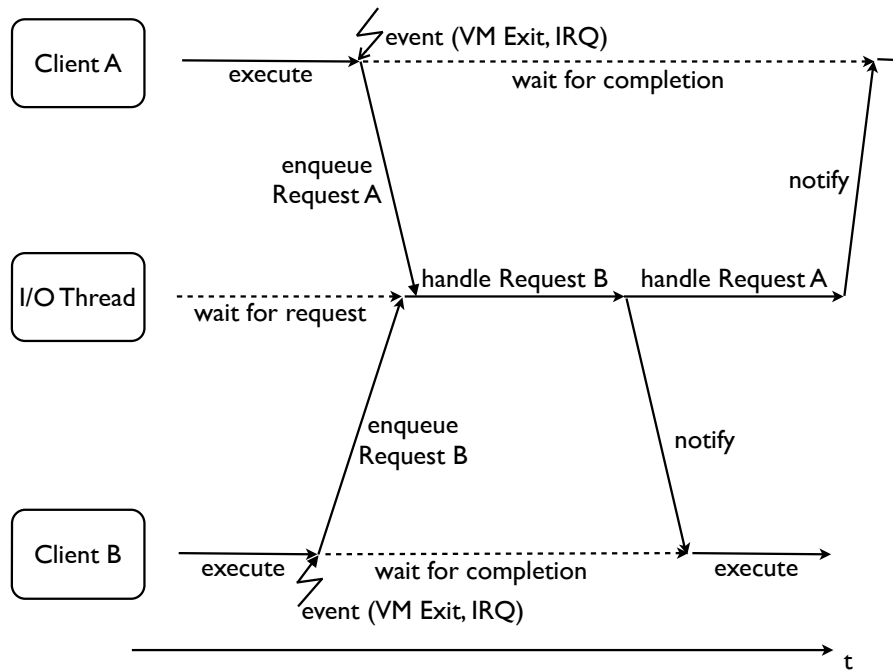 event (VM Exit, IRQ)
Client A
execute
wait for completion
enqueue
Request A
notify
I/O Thread
wait for request
handle Request B
handle Request A
enqueue
Request B
notify
Client B
execute
wait for completion
execute
event (VM Exit, IRQ)
t